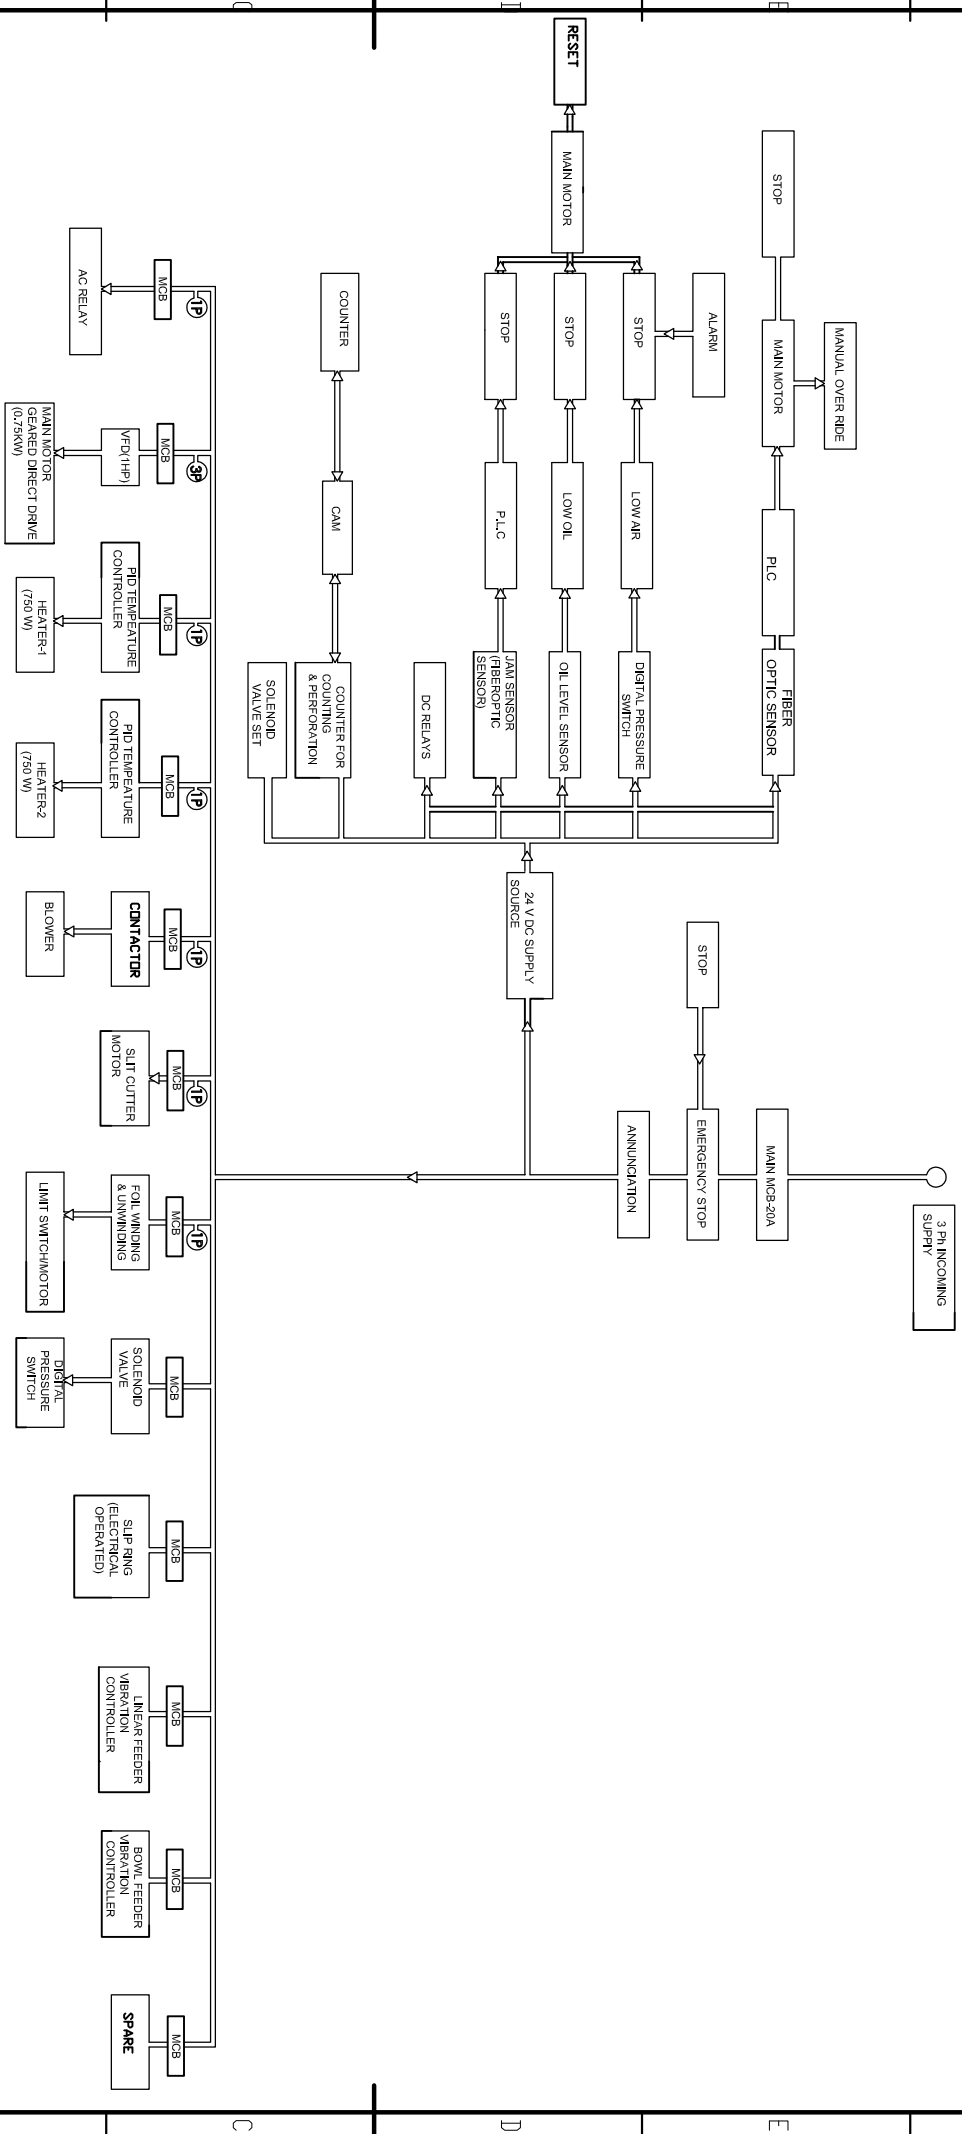 3 Ph INCOMING
SUPPlY
MAIN MCB-20A
STOP
EMERGENCY STOP
ANNUNCIATION
MANUAL OVER RIDE
STOP
MAIN MOTOR
PLC
FIBER
OPTIC SENSOR
ALARM
STOP
LOW AIR
DIGITAL PRESSURE
SWITCH
RESET
MAIN MOTOR
STOP
LOW OIL
OIL LEVEL SENSOR
STOP
P.L.C
JAM SENSOR
(FIBEROPTIC
SENSOR)
24 V DC SUPPLY
SOURCE
DC RELAYS
COUNTER
CAM
COUNTER FOR
COUNTING
& PERFORATION
SOLENOID
VALVE SET
1P
3P
1P
1P
1P
1P
1P
MCB
MCB
MCB
MCB
MCB
MCB
MCB
MCB
MCB
MCB
MCB
MCB
AC RELAY
VFD(1HP)
MAIN MOTOR
GEARED DIRECT DRIVE
(0.75KW)
PID TEMPEATURE
CONTROLLER
HEATER-1
(750 W)
PID TEMPEATURE
CONTROLLER
HEATER-2
(750 W)
CONTACTOR
BLOWER
SLIT CUTTER
MOTOR
FOIL WINDING
& UNWINDING
LIMIT SWITCH/MOTOR
SOLENOID
VALVE
DIGITAL
PRESSURE
SWITCH
SLIP RING
(ELECTRICAL
OPERATED)
LINEAR FEEDER
VIBRATION
CONTROLLER
BOWL FEEDER
VIBRATION
CONTROLLER
SPARE
C
D
E